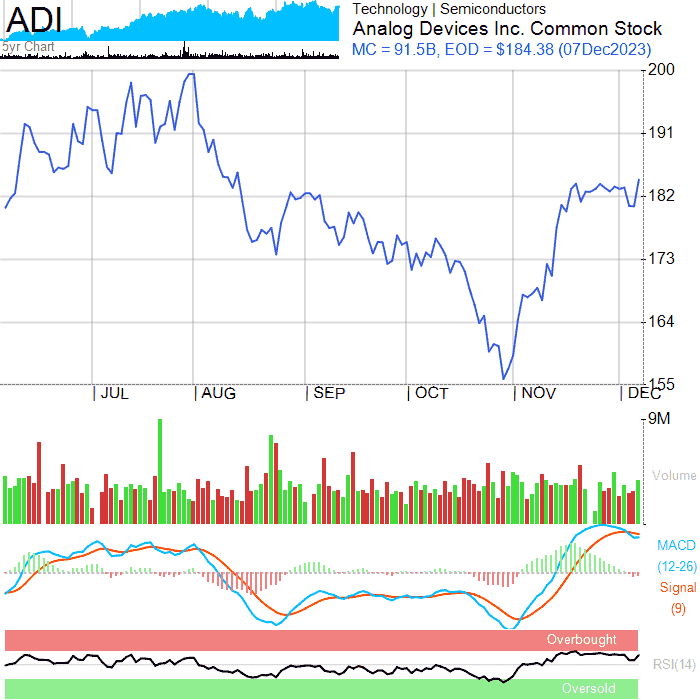 ADI
5yr Chart
Technology | Semiconductors
Analog Devices Inc. Common Stock
MC = 91.5B, EOD = $184.38 (07Dec2023)
200
191
182
173
164
155
JUL
AUG
SEP
OCT
NOV
DEC
9M
Volume
MACD
(12-26)
Signal
(9)
Overbought
RSI(14)
Oversold